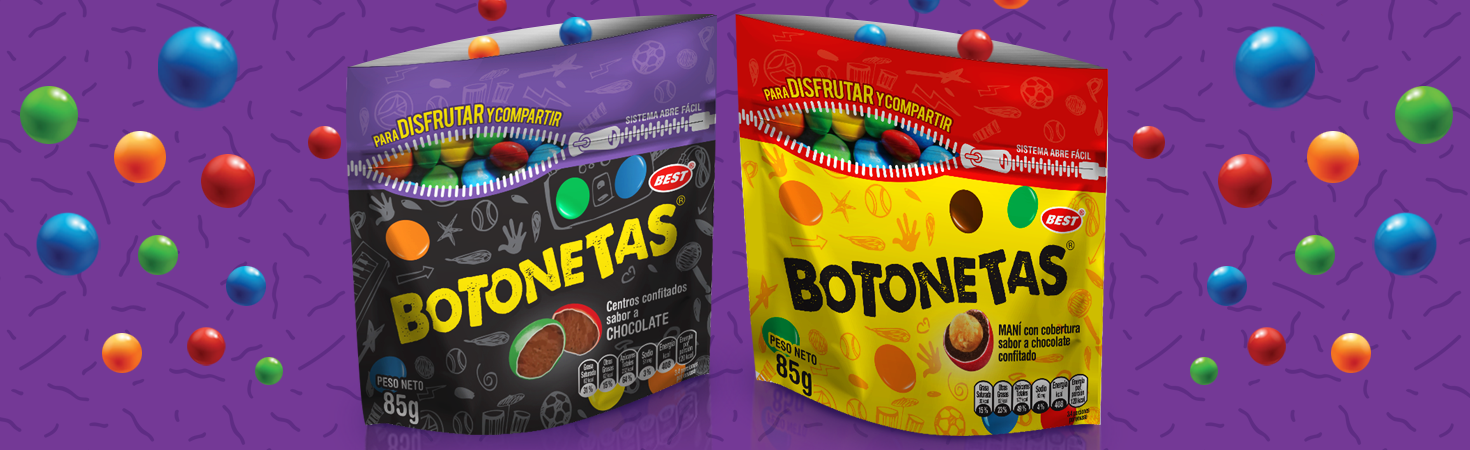 PARA DISFRUTAR Y COMPARTIR
SISTEMA ABRE FÁCIL
BEST®
BOTONETAS®
Centros confitados
sabor a
CHOCOLATE
PESO NETO
85g
PARA DISFRUTAR Y COMPARTIR
SISTEMA ABRE FÁCIL
BEST®
BOTONETAS®
MANÍ con cobertura
sabor a chocolate
confitado
PESO NETO
85g